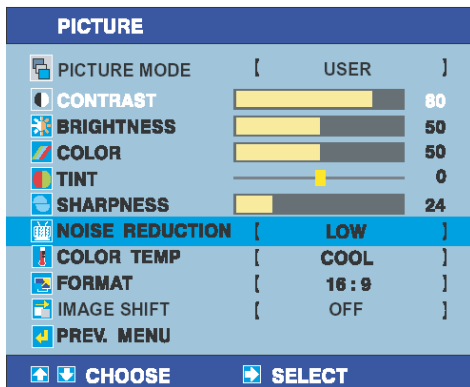 PICTURE
PICTURE MODE [ USER ]
CONTRAST 80
BRIGHTNESS 50
COLOR 50
TINT 0
SHARPNESS 24
NOISE REDUCTION [ LOW ]
COLOR TEMP [ COOL ]
FORMAT [ 16 : 9 ]
IMAGE SHIFT [ OFF ]
PREV. MENU
CHOOSE SELECT